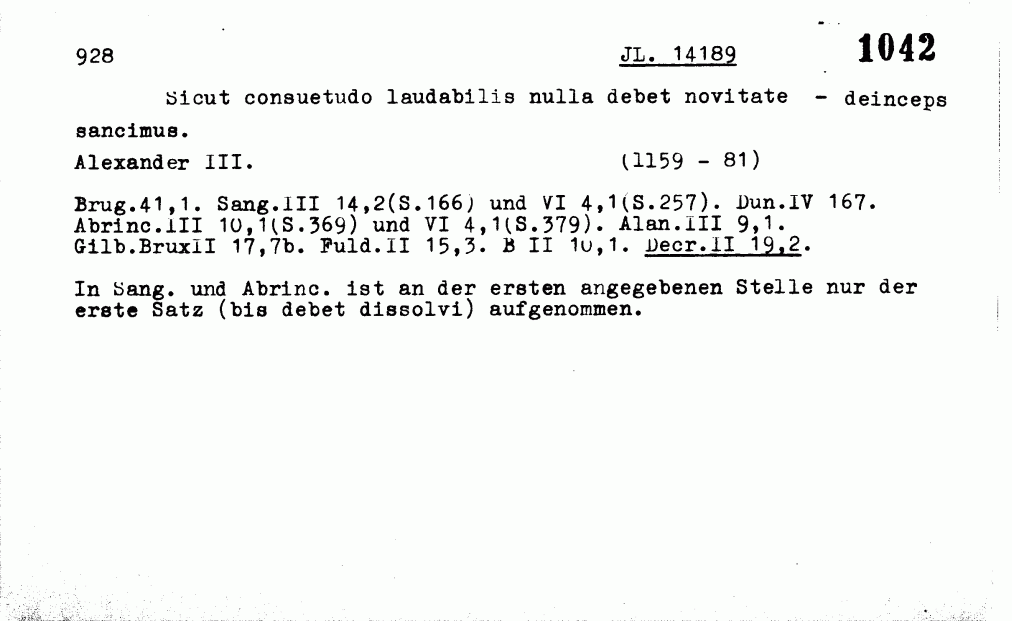 928 JL. 14189 1042
Sicut consuetudo laudabilis nulla debet novitate - deinceps
sancimus.
Alexander III. (1159 - 81)
Brug.41,1. Sang.III 14,2(S.166) und VI 4,1(S.257). Dun.IV 167.
Abrinc.III 10,1(S.369) und VI 4,1(S.379). Alan.III 9,1.
Gilb.BruxII 17,7b. Fuld.II 15,3. B II 10,1. Decr.II 19,2.
In Sang. und Abrinc. ist an der ersten angegebenen Stelle nur der
erste Satz (bis debet dissolvi) aufgenommen.